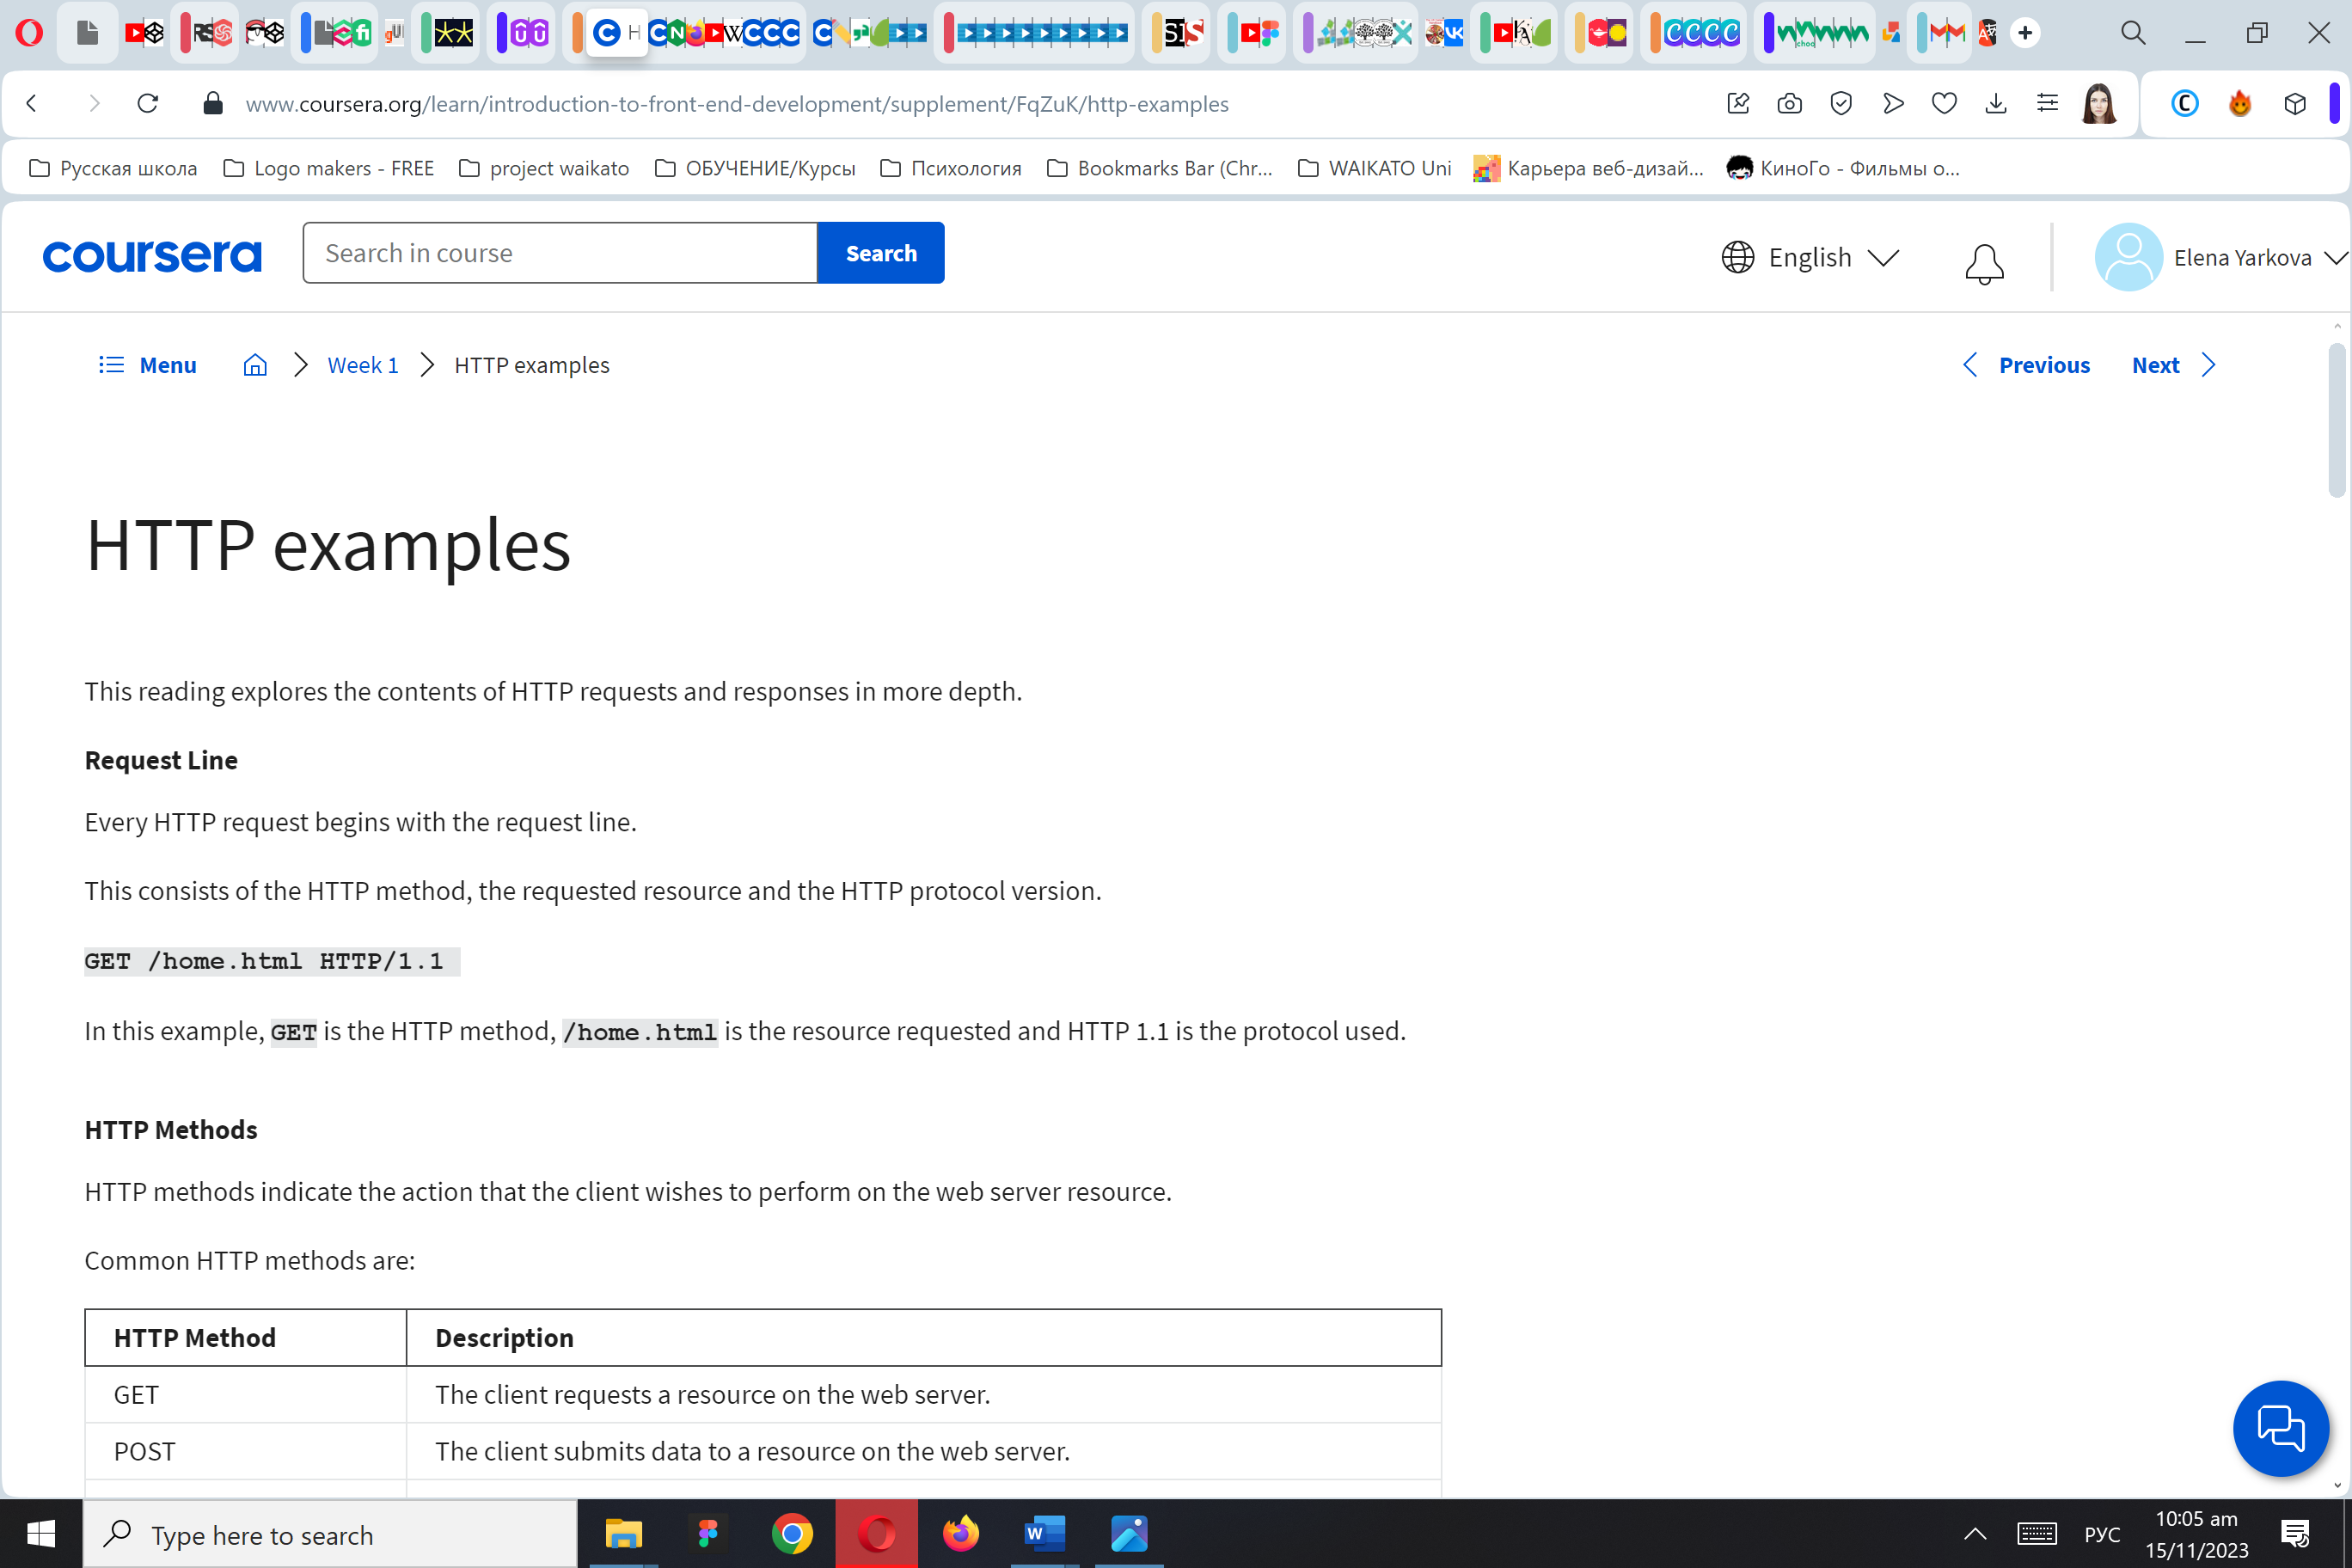 www.coursera.org/learn/introduction-to-front-end-development/supplement/FqZuK/http-examples
Русская школа
Logo makers - FREE
project waikato
ОБУЧЕНИЕ/Курсы
Психология
Bookmarks Bar (Chr...
WAIKATO Uni
Карьера веб-дизай...
КиноГо - Фильмы о...
coursera
Search in course
Search
English
Elena Yarkova
Menu
Week 1
HTTP examples
Previous
Next
HTTP examples
This reading explores the contents of HTTP requests and responses in more depth.
Request Line
Every HTTP request begins with the request line.
This consists of the HTTP method, the requested resource and the HTTP protocol version.
GET /home.html HTTP/1.1
In this example, GET is the HTTP method, /home.html is the resource requested and HTTP 1.1 is the protocol used.
HTTP Methods
HTTP methods indicate the action that the client wishes to perform on the web server resource.
Common HTTP methods are:
HTTP Method Description
GET The client requests a resource on the web server.
POST The client submits data to a resource on the web server.
Type here to search
РУС
10:05 am
15/11/2023